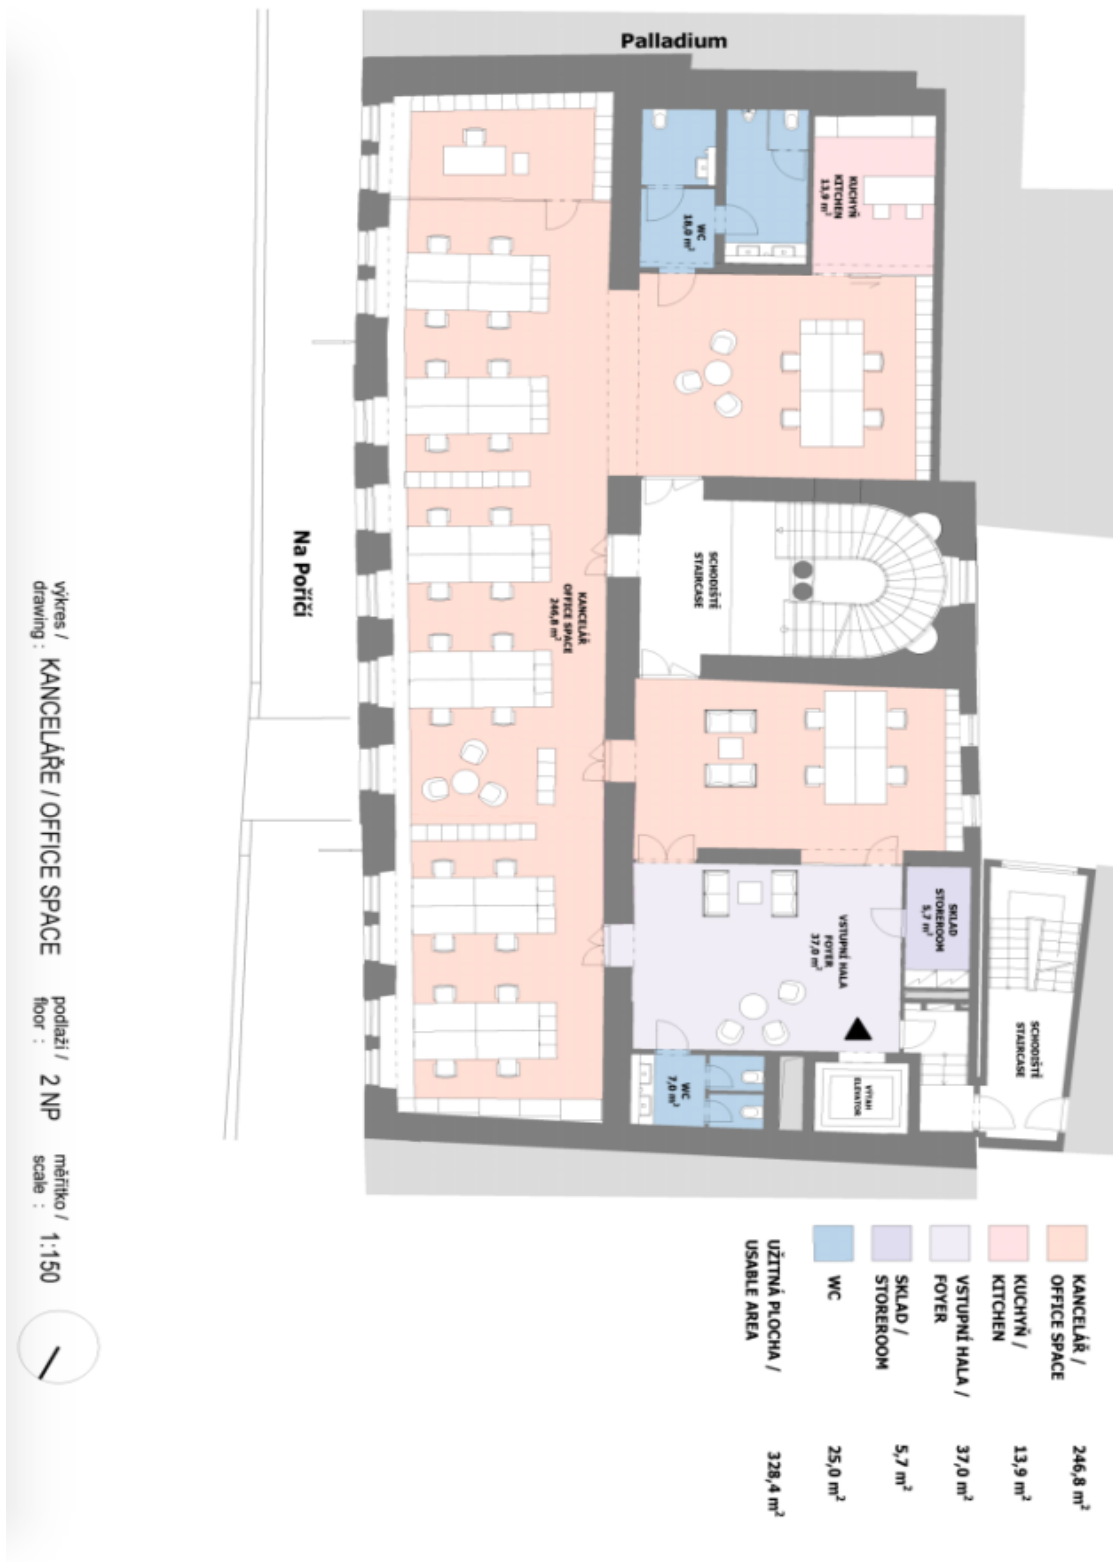 Palladium
KUCHYŇ
KITCHEN
13,9 m²
WC
18,0 m²
SCHODIŠTĚ
STAIRCASE
KANCELÁŘ
OFFICE SPACE
246,8 m²
Na Poříčí
SKLAD
STOREROOM
5,7 m²
VSTUPNÍ HALA
FOYER
37,0 m²
SCHODIŠTĚ
STAIRCASE
WC
7,0 m²
VÝTAH
ELEVATOR
KANCELÁŘ /
OFFICE SPACE
246,8 m²
KUCHYŇ /
KITCHEN
13,9 m²
VSTUPNÍ HALA /
FOYER
37,0 m²
SKLAD /
STOREROOM
5,7 m²
WC
25,0 m²
UŽITNÁ PLOCHA /
USABLE AREA
328,4 m²
výkres /
drawing : KANCELÁŘE / OFFICE SPACE
podlaží /
floor : 2 NP
měřítko /
scale : 1:150